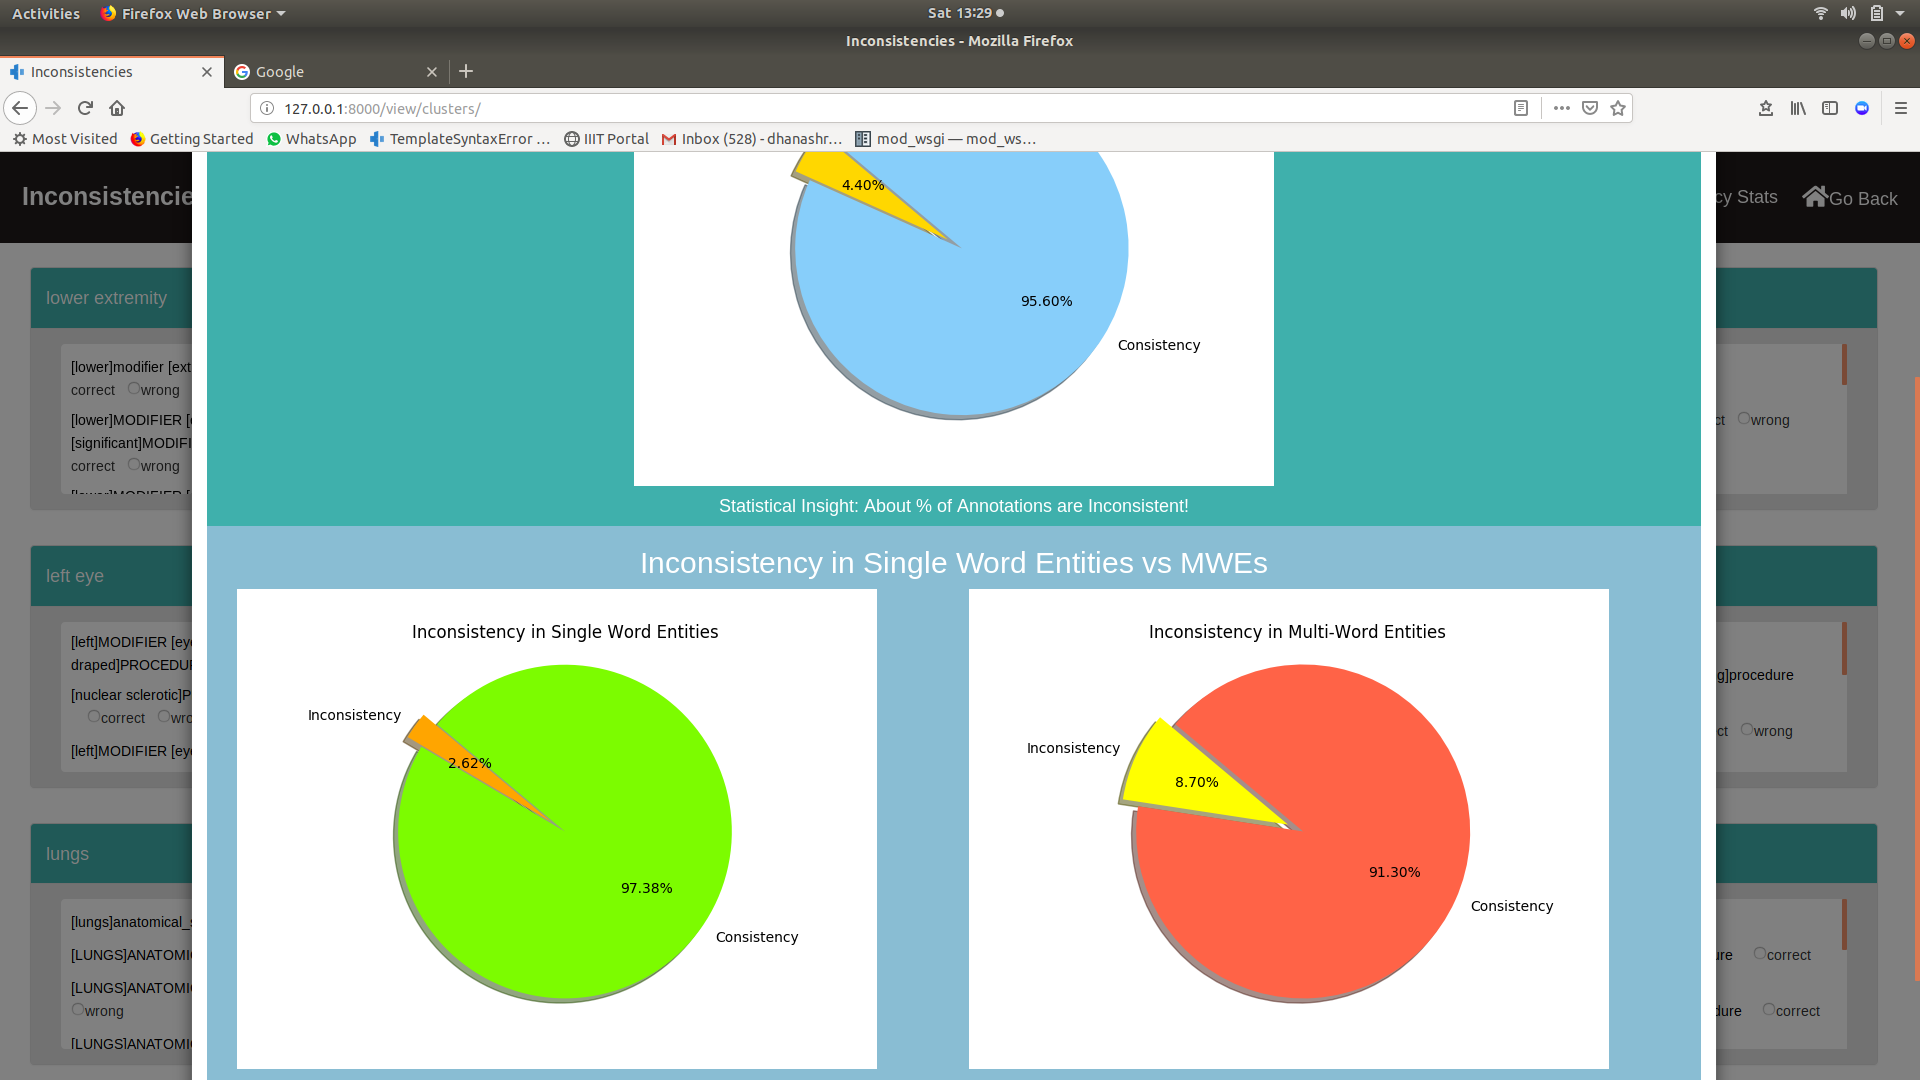 Activities Firefox Web Browser Sat 13:29
Inconsistencies - Mozilla Firefox
Inconsistencies Google
127.0.0.1:8000/view/clusters/
Most Visited Getting Started WhatsApp TemplateSyntaxError ... IIIT Portal Inbox (528) - dhanashr... mod_wsgi — mod_ws...
Inconsistencie cy Stats Go Back
4.40%
95.60%
Consistency
Statistical Insight: About % of Annotations are Inconsistent!
Inconsistency in Single Word Entities vs MWEs
Inconsistency in Single Word Entities
Inconsistency
2.62%
97.38%
Consistency
Inconsistency in Multi-Word Entities
Inconsistency
8.70%
91.30%
Consistency
lower extremity
[lower]modifier [ext
correct wrong
[lower]MODIFIER
[significant]MODIFI
correct wrong
left eye
[left]MODIFIER [eye
draped]PROCEDUR
[nuclear sclerotic]P
correct wro
[left]MODIFIER [eye
lungs
[lungs]anatomical_s
[LUNGS]ANATOMI
[LUNGS]ANATOMI
wrong
[LUNGS]ANATOMI
ct wrong
g]procedure
ct wrong
ure correct
dure correct